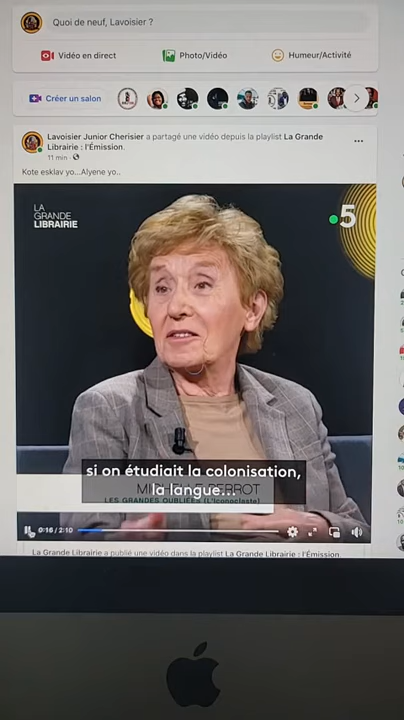 Quoi de neuf, Lavoisier ?
Vidéo en direct
Photo/Vidéo
Humeur/Activité
Créer un salon
Lavoisier Junior Cherisier a partagé une vidéo depuis la playlist La Grande
Librairie : l'Émission.
11 min
Kote esklav yo...Alyene yo..
LA
GRANDE
LIBRAIRIE
5
si on étudiait la colonisation,
la langue...
PERROT
LES GRANDES OUBLIÉES (L'Iconoclaste)
0:16 / 2:10
La Grande Librairie a publié une vidéo dans la playlist La Grande Librairie : l'Émission.